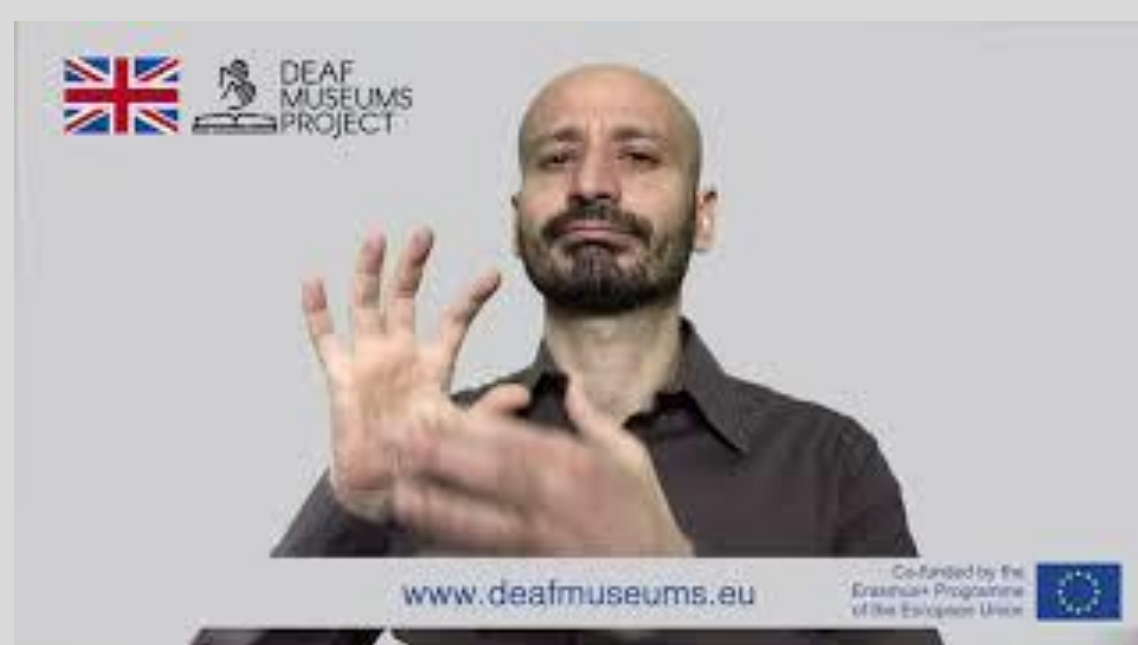 DEAF
MUSEUMS
PROJECT
www.deafmuseums.eu
Co-funded by the
Erasmus+ Programme
of the European Union